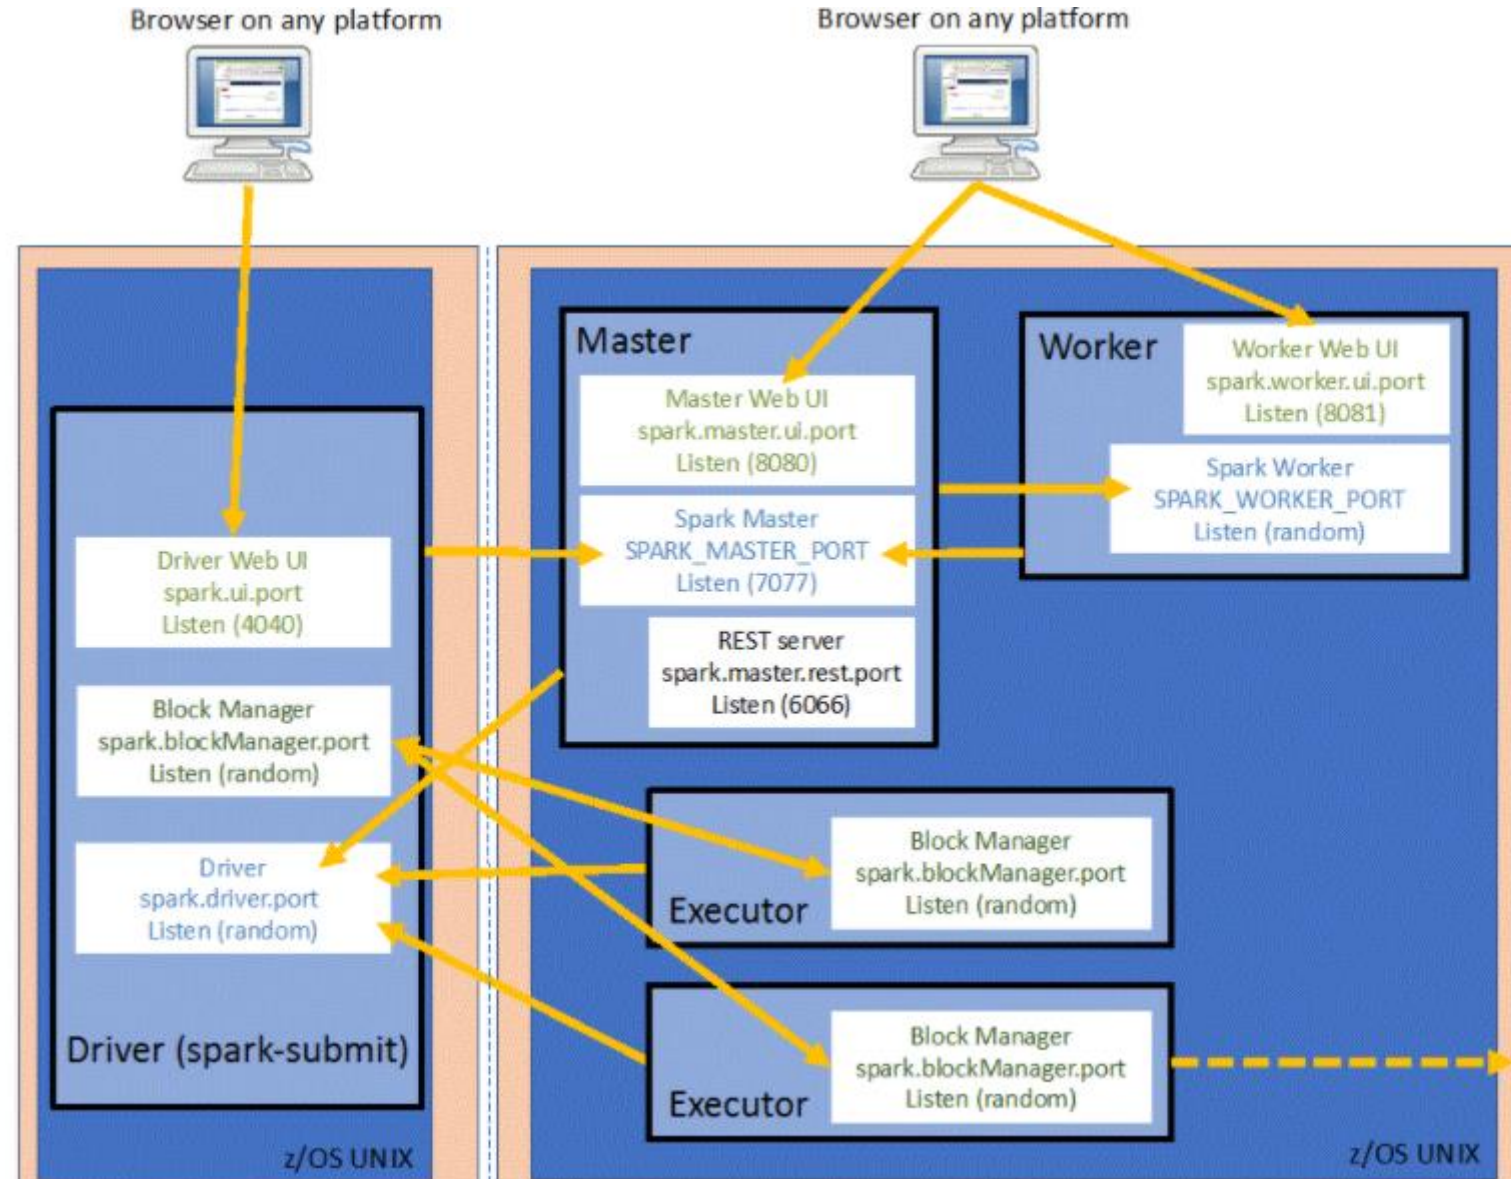 Browser on any platform
Browser on any platform
Master
Master Web UI
spark.master.ui.port
Listen (8080)
Spark Master
SPARK_MASTER_PORT
Listen (7077)
REST server
spark.master.rest.port
Listen (6066)
Worker
Worker Web UI
spark.worker.ui.port
Listen (8081)
Spark Worker
SPARK_WORKER_PORT
Listen (random)
Driver Web UI
spark.ui.port
Listen (4040)
Block Manager
spark.blockManager.port
Listen (random)
Driver
spark.driver.port
Listen (random)
Driver (spark-submit)
z/OS UNIX
Block Manager
spark.blockManager.port
Listen (random)
Executor
Block Manager
spark.blockManager.port
Listen (random)
Executor
z/OS UNIX